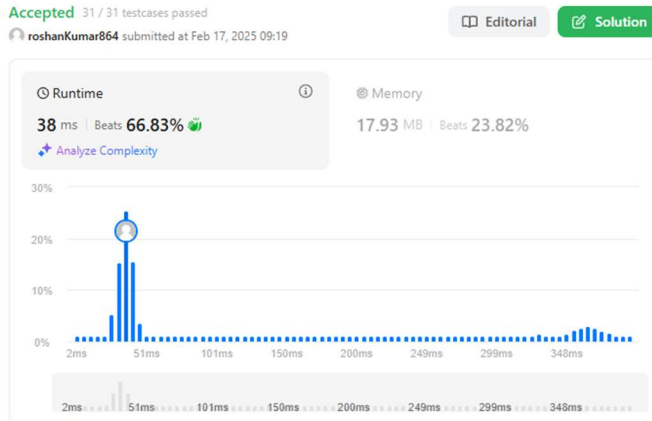 Accepted 31 / 31 testcases passed
Editorial
Solution
roshanKumar864 submitted at Feb 17, 2025 09:19
Runtime
Memory
38 ms | Beats 66.83%
17.93 MB | Beats 23.82%
Analyze Complexity
30%
20%
10%
0%
2ms 51ms 101ms 150ms 200ms 249ms 299ms 348ms
2ms 51ms 101ms 150ms 200ms 249ms 299ms 348ms